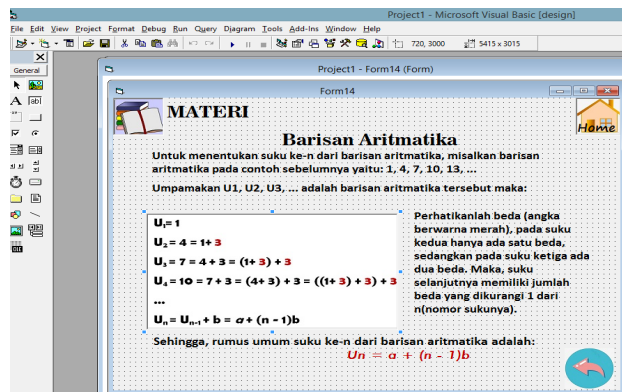 Project1 - Microsoft Visual Basic [design]
File Edit View Project Format Debug Run Query Diagram Tools Add-Ins Window Help
720, 3000 5415 x 3015
General
Project1 - Form14 (Form)
Form14
MATERI
Home
Barisan Aritmatika
Untuk menentukan suku ke-n dari barisan aritmatika, misalkan barisan
aritmatika pada contoh sebelumnya yaitu: 1, 4, 7, 10, 13, ...
Umpamakan U1, U2, U3, ... adalah barisan aritmatika tersebut maka:
U₁= 1
U₂ = 4 = 1+ 3
U₃ = 7 = 4 + 3 = (1+ 3) + 3
U₄ = 10 = 7 + 3 = (4+ 3) + 3 = ((1+ 3) + 3) + 3
...
Uₙ = Uₙ₋₁ + b = a + (n - 1)b
Perhatikanlah beda (angka
berwarna merah), pada suku
kedua hanya ada satu beda,
sedangkan pada suku ketiga ada
dua beda. Maka, suku
selanjutnya memiliki jumlah
beda yang dikurangi 1 dari
n(nomor sukunya).
Sehingga, rumus umum suku ke-n dari barisan aritmatika adalah:
Un = a + (n - 1)b